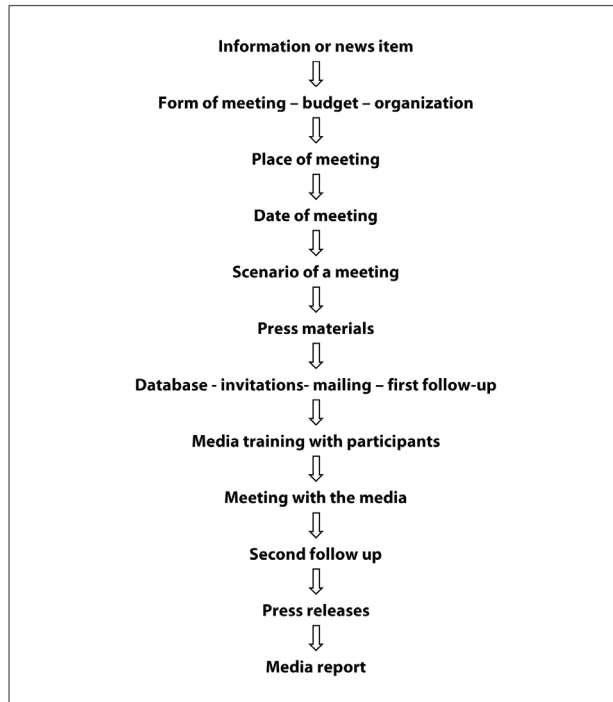 Information or news item
Form of meeting – budget – organization
Place of meeting
Date of meeting
Scenario of a meeting
Press materials
Database - invitations- mailing – first follow-up
Media training with participants
Meeting with the media
Second follow up
Press releases
Media report